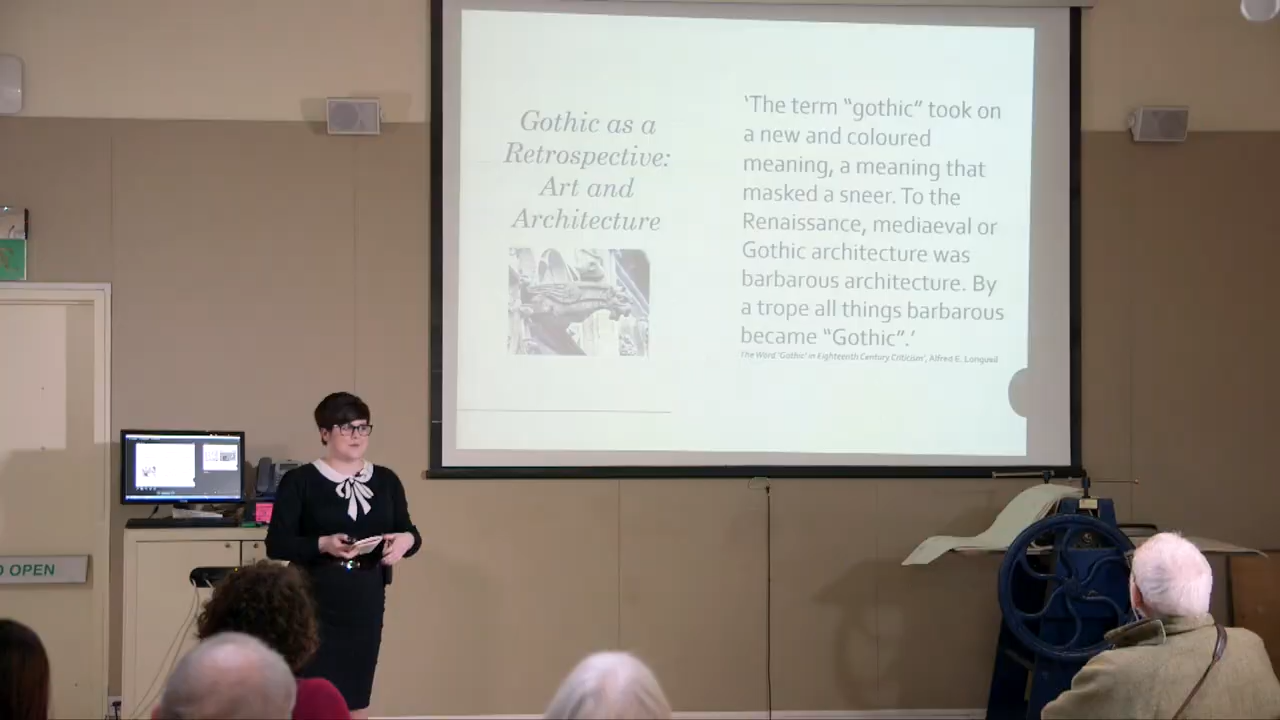 Gothic as a
Retrospective:
Art and
Architecture
‘The term “gothic” took on
a new and coloured
meaning, a meaning that
masked a sneer. To the
Renaissance, mediaeval or
Gothic architecture was
barbarous architecture. By
a trope all things barbarous
became “Gothic”.’
The Word ‘Gothic’ in Eighteenth Century Criticism’, Alfred E. Longueil
O OPEN